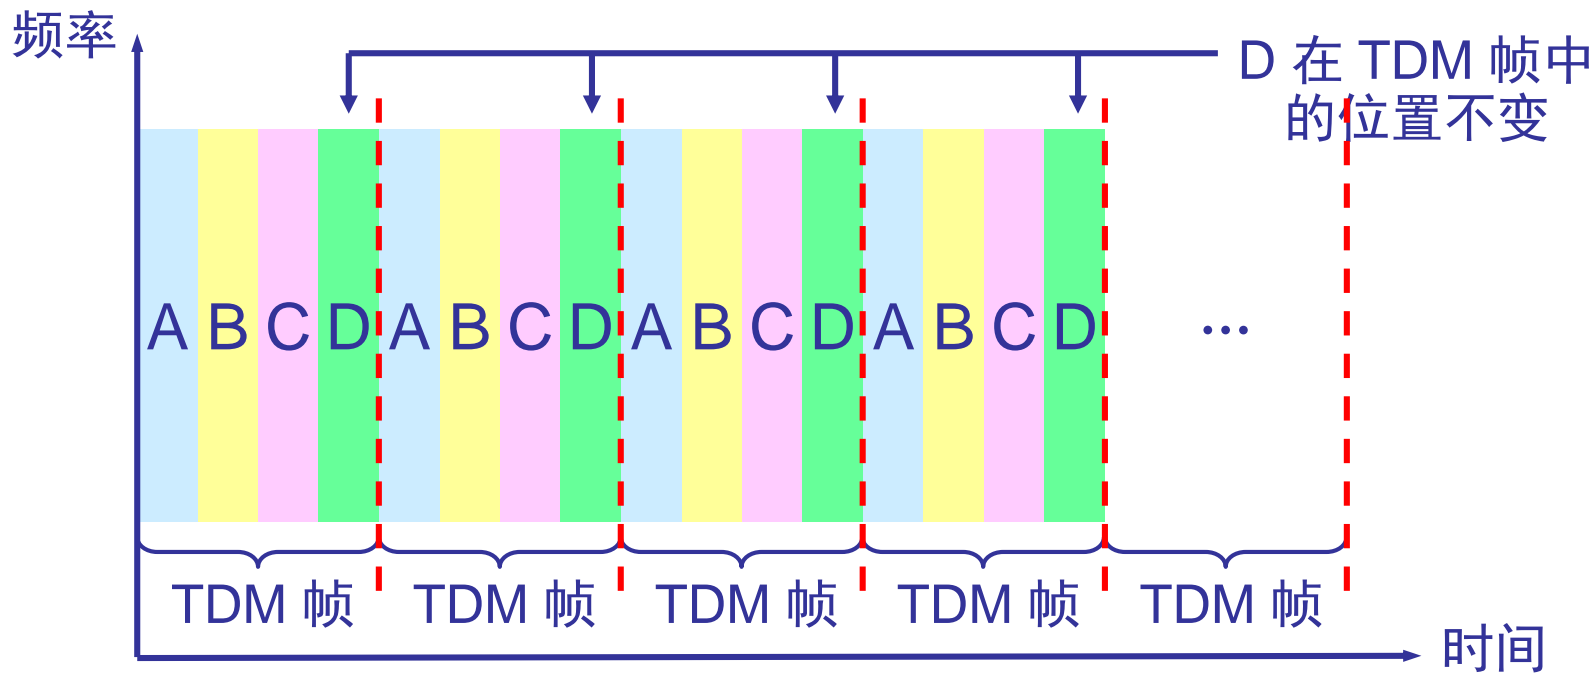 频率
D 在 TDM 帧中
的位置不变
A B C D A B C D A B C D A B C D ...
TDM 帧 TDM 帧 TDM 帧 TDM 帧 TDM 帧
时间